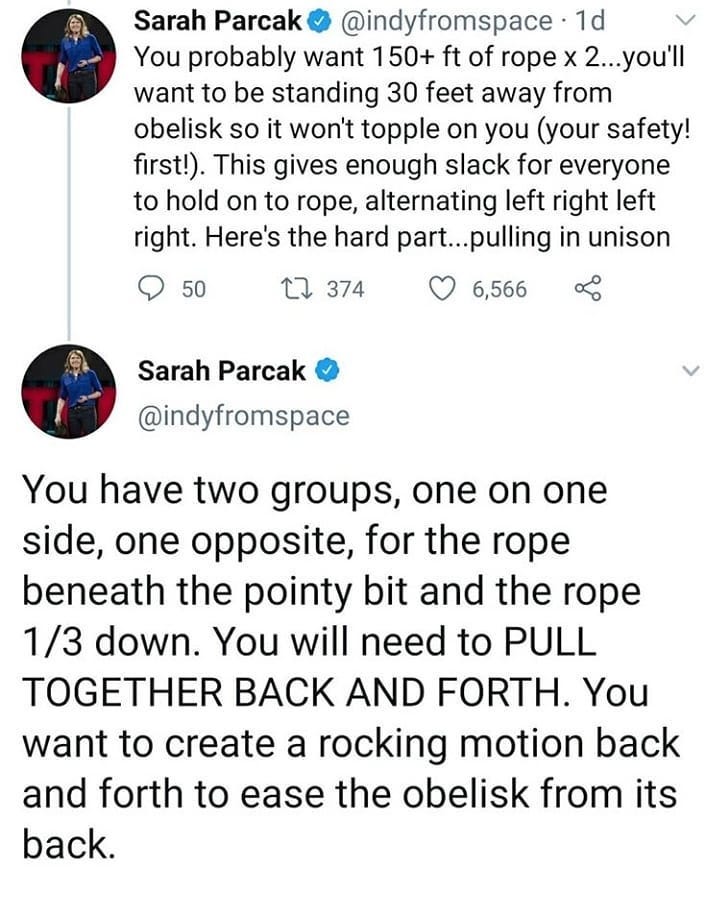 Sarah Parcak @indyfromspace · 1d
You probably want 150+ ft of rope x 2...you'll
want to be standing 30 feet away from
obelisk so it won't topple on you (your safety!
first!). This gives enough slack for everyone
to hold on to rope, alternating left right left
right. Here's the hard part...pulling in unison
50 374 6,566
Sarah Parcak
@indyfromspace
You have two groups, one on one
side, one opposite, for the rope
beneath the pointy bit and the rope
1/3 down. You will need to PULL
TOGETHER BACK AND FORTH. You
want to create a rocking motion back
and forth to ease the obelisk from its
back.